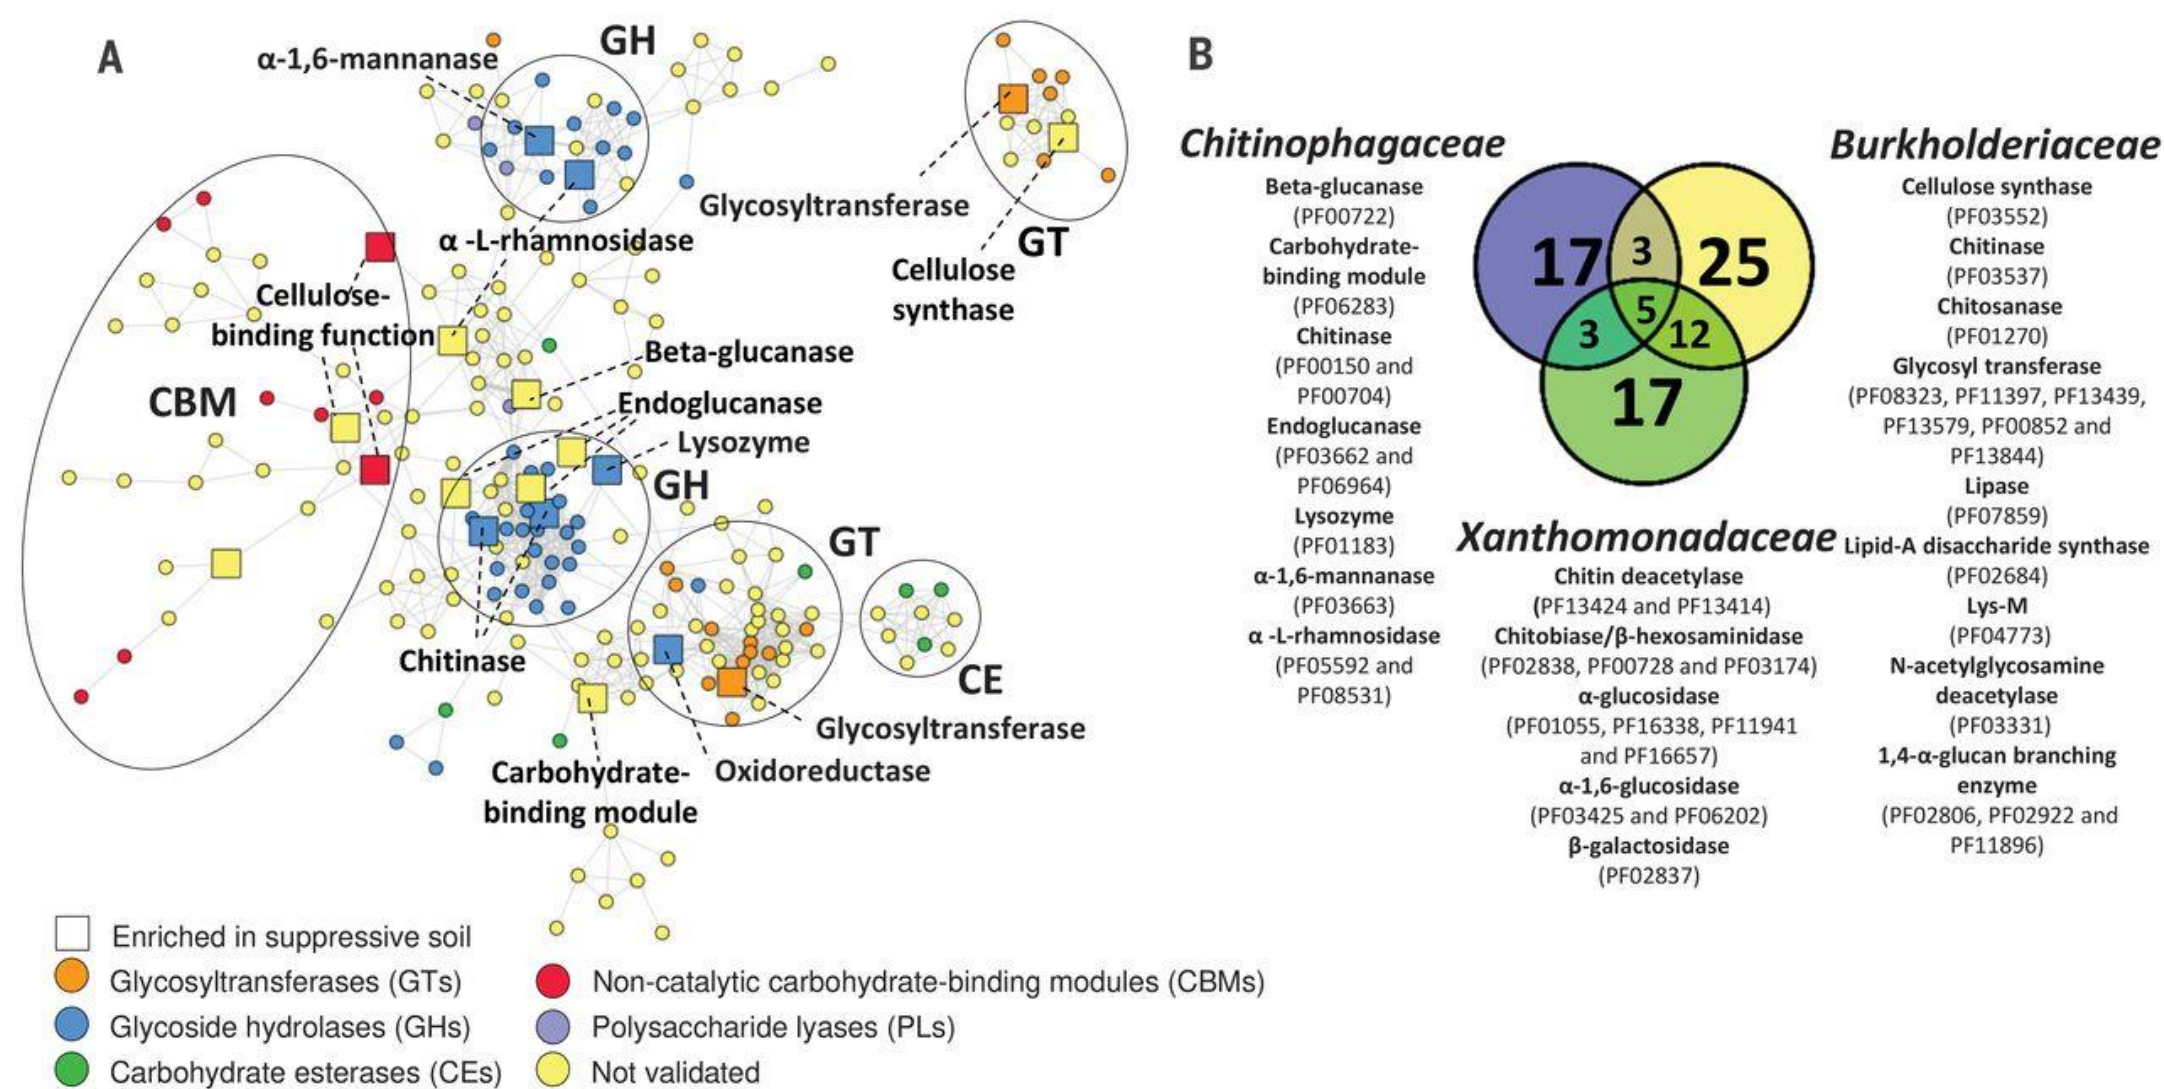 A
GH
α-1,6-mannanase
α -L-rhamnosidase
Glycosyltransferase
Cellulose
synthase
GT
Cellulose-
binding function
CBM
Beta-glucanase
Endoglucanase
Lysozyme
GH
GT
CE
Chitinase
Glycosyltransferase
Oxidoreductase
Carbohydrate-
binding module
Enriched in suppressive soil
Glycosyltransferases (GTs)
Glycoside hydrolases (GHs)
Carbohydrate esterases (CEs)
Non-catalytic carbohydrate-binding modules (CBMs)
Polysaccharide lyases (PLs)
Not validated
B
Chitinophagaceae
Beta-glucanase
(PF00722)
Carbohydrate-
binding module
(PF06283)
Chitinase
(PF00150 and
PF00704)
Endoglucanase
(PF03662 and
PF06964)
Lysozyme
(PF01183)
α-1,6-mannanase
(PF03663)
α -L-rhamnosidase
(PF05592 and
PF08531)
17
3
25
5
3
12
17
Xanthomonadaceae
Chitin deacetylase
(PF13424 and PF13414)
Chitobiase/β-hexosaminidase
(PF02838, PF00728 and PF03174)
α-glucosidase
(PF01055, PF16338, PF11941
and PF16657)
α-1,6-glucosidase
(PF03425 and PF06202)
β-galactosidase
(PF02837)
Burkholderiaceae
Cellulose synthase
(PF03552)
Chitinase
(PF03537)
Chitosanase
(PF01270)
Glycosyl transferase
(PF08323, PF11397, PF13439,
PF13579, PF00852 and
PF13844)
Lipase
(PF07859)
Lipid-A disaccharide synthase
(PF02684)
Lys-M
(PF04773)
N-acetylglycosamine
deacetylase
(PF03331)
1,4-α-glucan branching
enzyme
(PF02806, PF02922 and
PF11896)